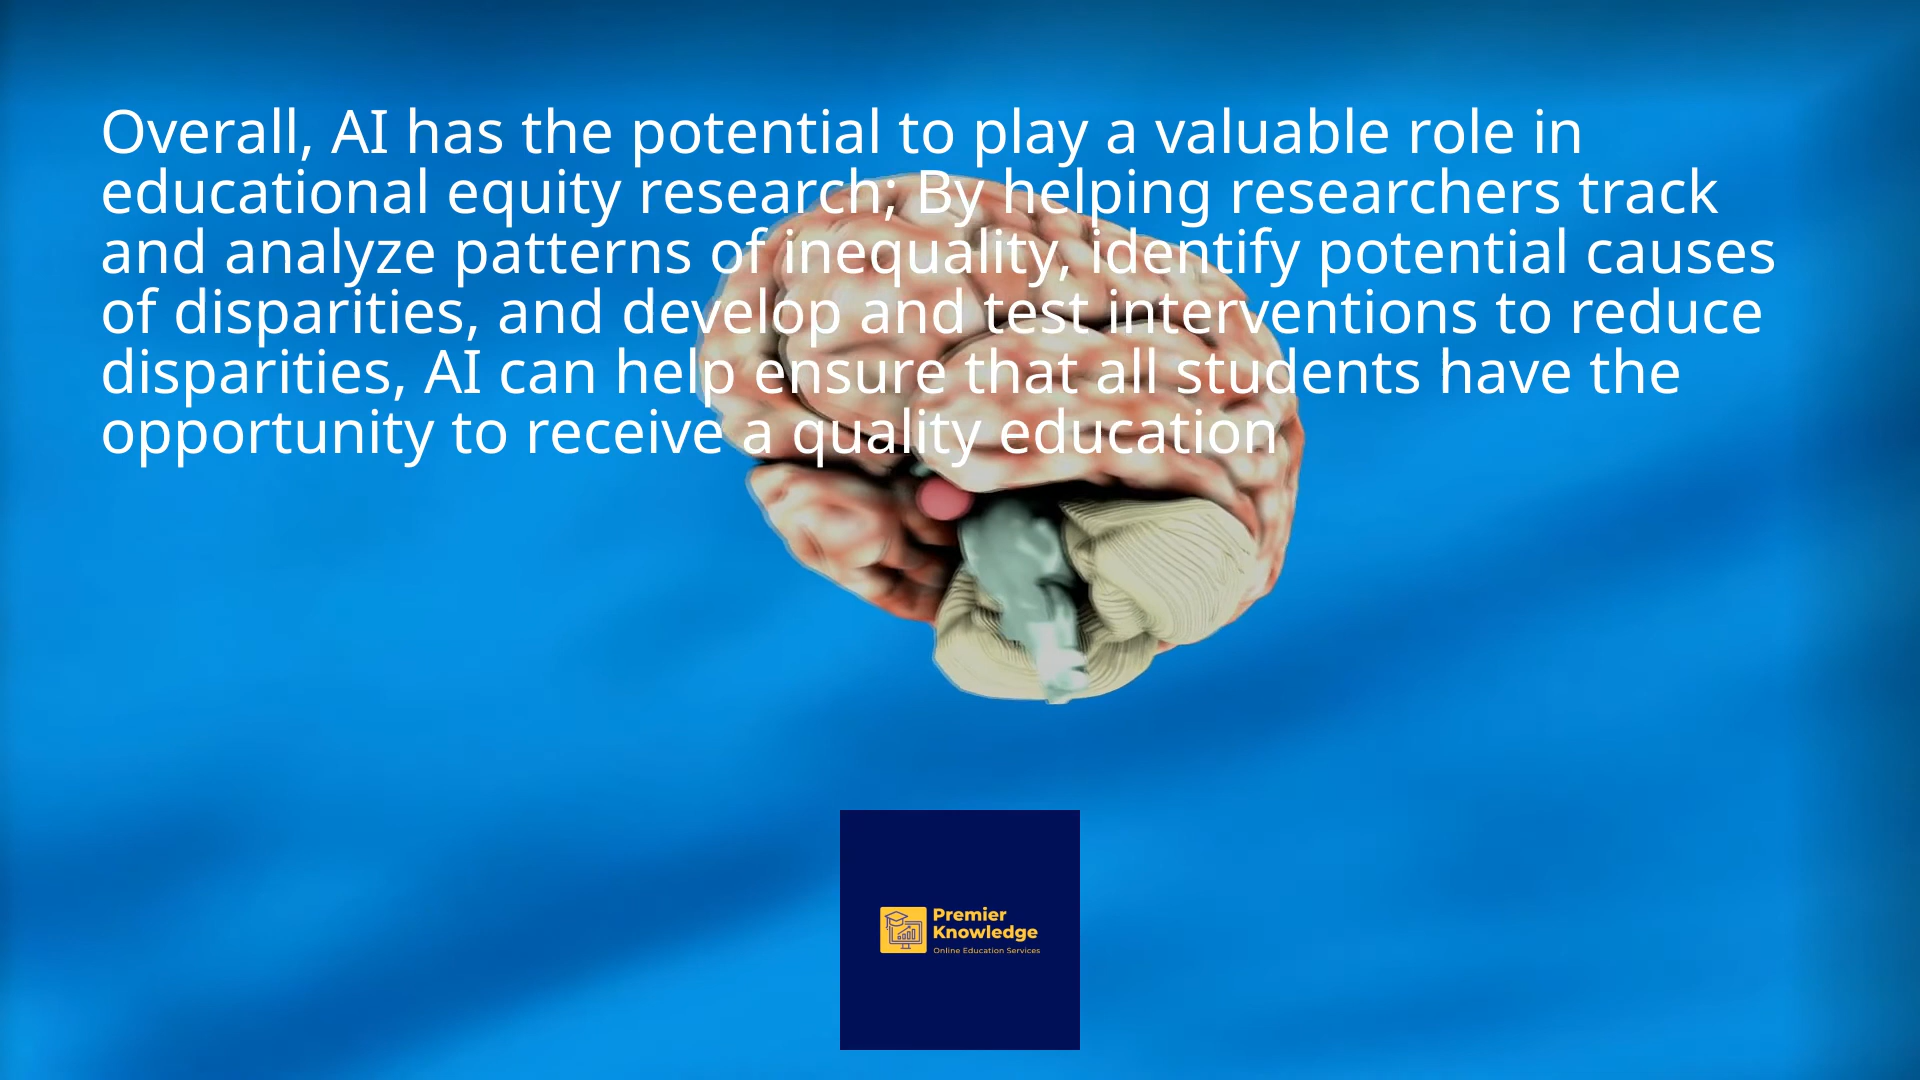 Overall, AI has the potential to play a valuable role in
educational equity research; By helping researchers track
and analyze patterns of inequality, identify potential causes
of disparities, and develop and test interventions to reduce
disparities, AI can help ensure that all students have the
opportunity to receive a quality education
Premier
Knowledge
Online Education Services